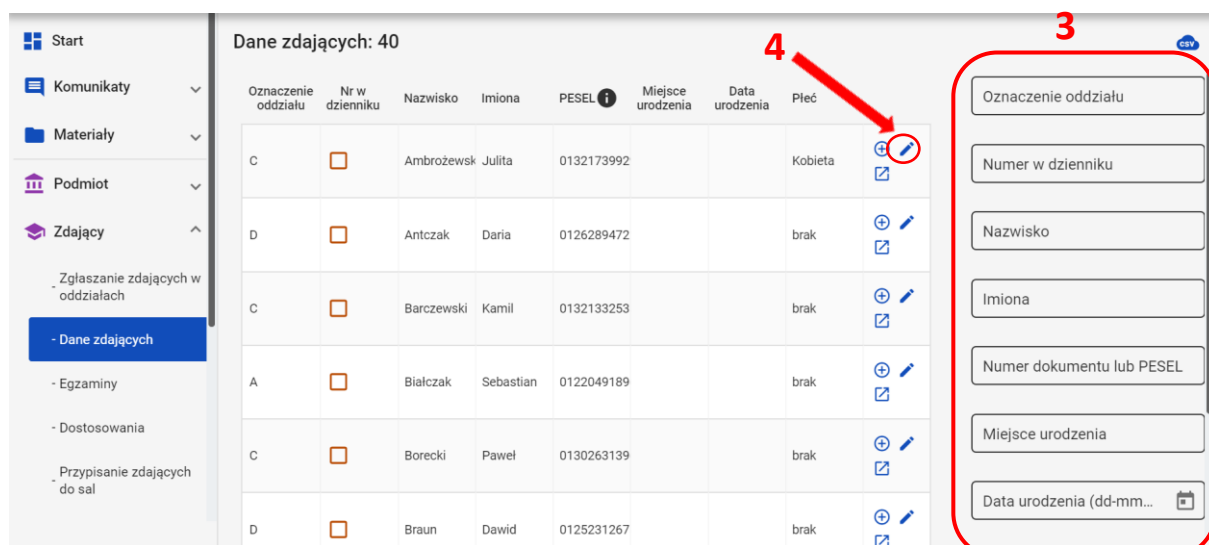 Start
Komunikaty
Materiały
Podmiot
Zdający
- Zgłaszanie zdających w
oddziałach
- Dane zdających
- Egzaminy
- Dostosowania
- Przypisanie zdających
do sal
Dane zdających: 40
4
3
csv
Oznaczenie oddziału Nr w dzienniku Nazwisko Imiona PESEL i Miejsce urodzenia Data urodzenia Płeć
C Ambrożewsk Julita 0132173992 Kobieta
D Antczak Daria 0126289472 brak
C Barczewski Kamil 0132133253 brak
A Białczak Sebastian 0122049189 brak
C Borecki Paweł 0130263139 brak
D Braun Dawid 0125231267 brak
Oznaczenie oddziału
Numer w dzienniku
Nazwisko
Imiona
Numer dokumentu lub PESEL
Miejsce urodzenia
Data urodzenia (dd-mm...